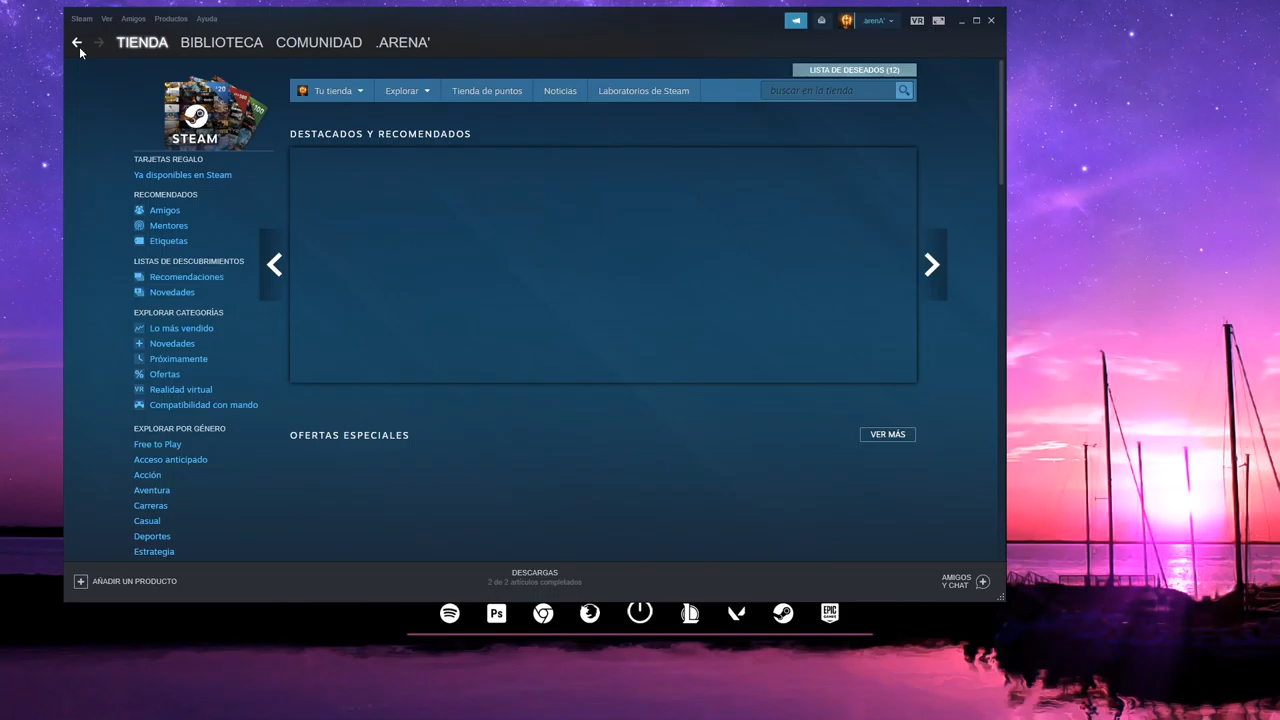 Steam Ver Amigos Productos Ayuda
arenA'
VR
TIENDA BIBLIOTECA COMUNIDAD .ARENA'
LISTA DE DESEADOS (12)
Tu tienda Explorar Tienda de puntos Noticias Laboratorios de Steam buscar en la tienda
STEAM
DESTACADOS Y RECOMENDADOS
TARJETAS REGALO
Ya disponibles en Steam
RECOMENDADOS
Amigos
Mentores
Etiquetas
LISTAS DE DESCUBRIMIENTOS
Recomendaciones
Novedades
EXPLORAR CATEGORÍAS
Lo más vendido
Novedades
Próximamente
Ofertas
VR Realidad virtual
Compatibilidad con mando
EXPLORAR POR GÉNERO
Free to Play
Acceso anticipado
Acción
Aventura
Carreras
Casual
Deportes
Estrategia
OFERTAS ESPECIALES
VER MÁS
AÑADIR UN PRODUCTO
DESCARGAS
2 de 2 artículos completados
AMIGOS
Y CHAT
Ps
EPIC
GAMES